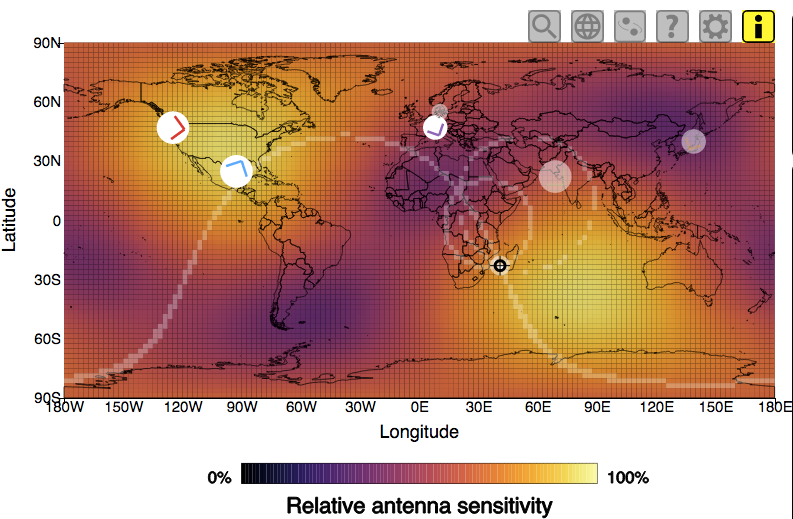 ? i
90N
60N
30N
0
30S
60S
90S
180W 150W 120W 90W 60W 30W 0E 30E 60E 90E 120E 150E 180E
Latitude
Longitude
0% 100%
Relative antenna sensitivity